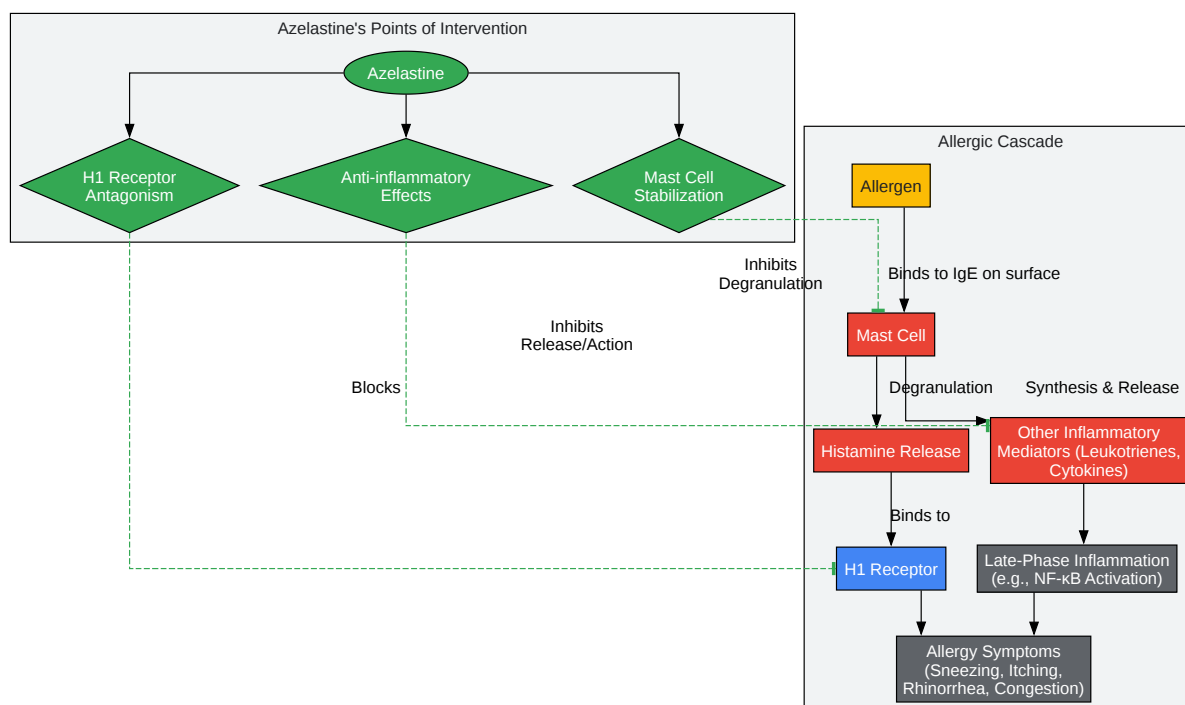 Azelastine's Points of Intervention
Azelastine
H1 Receptor
Antagonism
Anti-inflammatory
Effects
Mast Cell
Stabilization
Allergic Cascade
Allergen
Inhibits
Degranulation
Binds to IgE on surface
Inhibits
Release/Action
Mast Cell
Blocks
Degranulation
Synthesis & Release
Histamine Release
Other Inflammatory
Mediators (Leukotrienes,
Cytokines)
Binds to
H1 Receptor
Late-Phase Inflammation
(e.g., NF-κB Activation)
Allergy Symptoms
(Sneezing, Itching,
Rhinorrhea, Congestion)